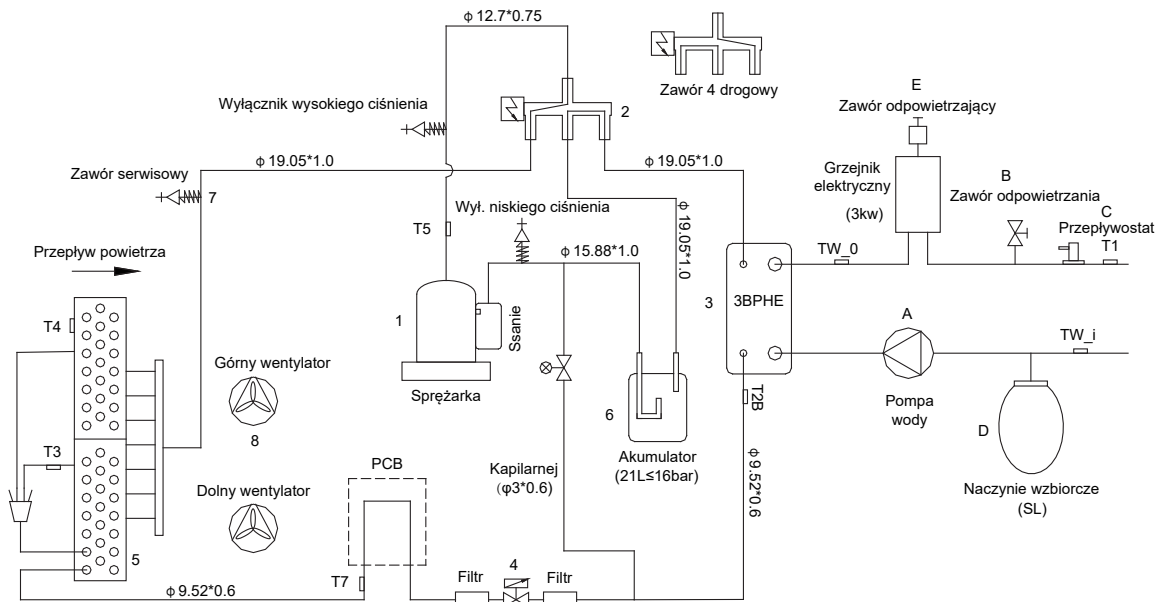 φ 12.7*0.75
Zawór 4 drogowy
Wyłącznik wysokiego ciśnienia
2
E
Zawór odpowietrzający
Grzejnik
elektryczny
(3kw)
B
Zawór odpowietrzania
C
Przepływostat
T1
φ 19.05*1.0
φ 19.05*1.0
Zawór serwisowy
7
T5
Wył. niskiego ciśnienia
φ 15.88*1.0
φ 19.05*1.0
TW_0
Przepływ powietrza
T4
1
Ssanie
Sprężarka
3
3BPHE
A
TW_i
Pompa
wody
D
Naczynie wzbiorcze
(SL)
Górny wentylator
8
6
Akumulator
(21L≤16bar)
T2B
φ 9.52*0.6
T3
PCB
Kapilarnej
(φ3*0.6)
Dolny wentylator
5
T7
Filtr
4
Filtr
φ 9.52*0.6